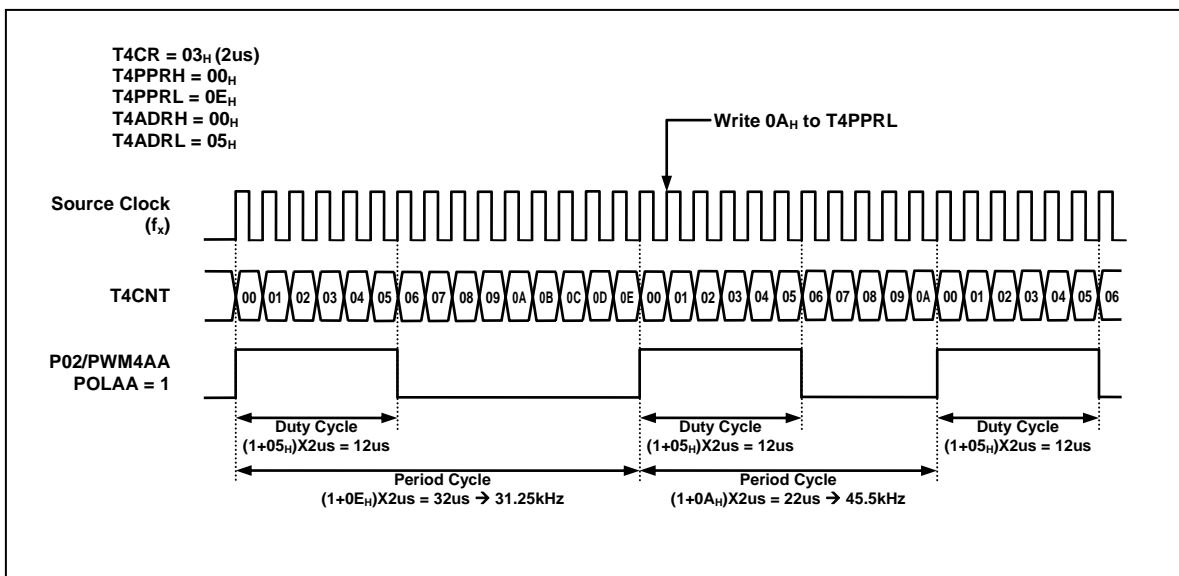 T4CR = 03H (2us)
T4PPRH = 00H
T4PPRL = 0EH
T4ADRH = 00H
T4ADRL = 05H
Write 0AH to T4PPRL
Source Clock
(fx)
T4CNT
00 01 02 03 04 05 06 07 08 09 0A 0B 0C 0D 0E 00 01 02 03 04 05 06 07 08 09 0A 00 01 02 03 04 05 06
P02/PWM4AA
POLAA = 1
Duty Cycle
(1+05H)X2us = 12us
Duty Cycle
(1+05H)X2us = 12us
Duty Cycle
(1+05H)X2us = 12us
Period Cycle
(1+0EH)X2us = 32us → 31.25kHz
Period Cycle
(1+0AH)X2us = 22us → 45.5kHz